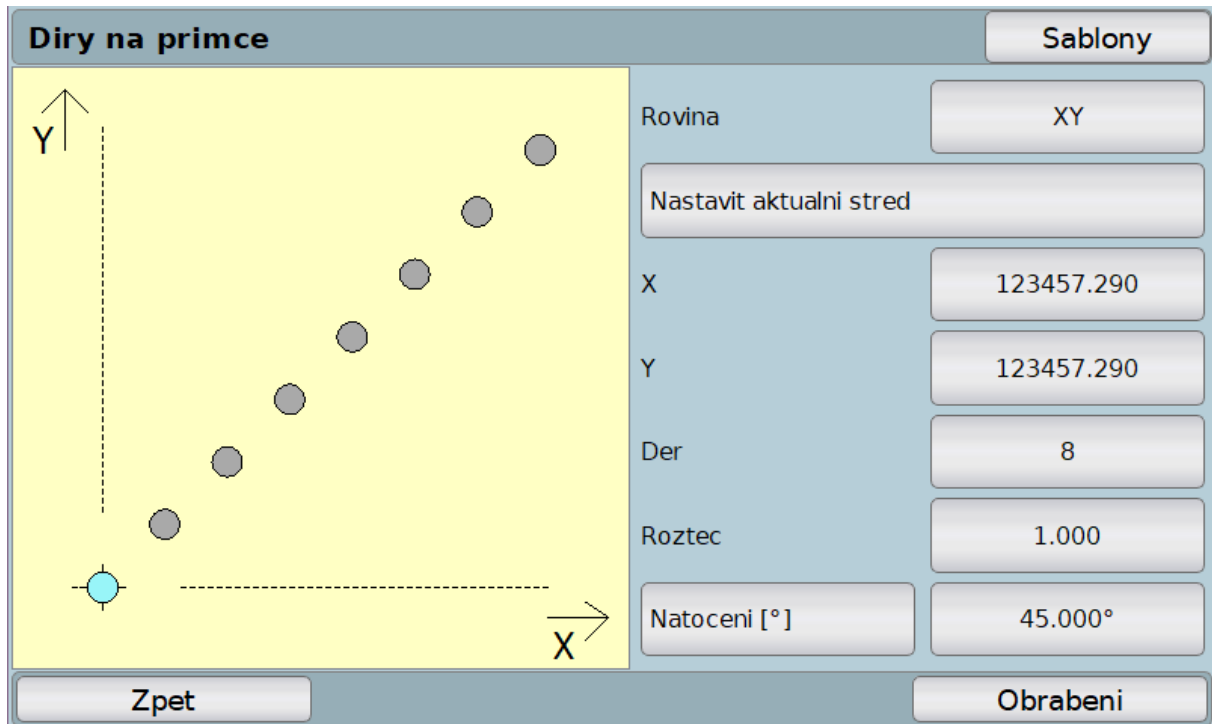 Diry na primce
Sablony
Y
X
Rovina
XY
Nastavit aktualni stred
X
123457.290
Y
123457.290
Der
8
Roztec
1.000
Natoceni [°]
45.000°
Zpet
Obrabeni